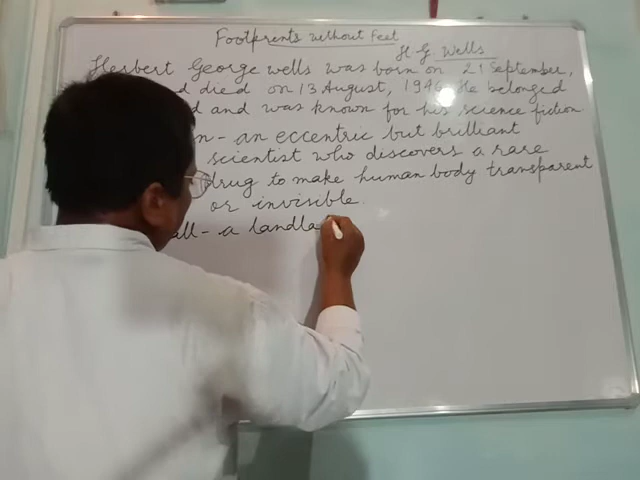 Footprints without Feet
H. G. Wells
Herbert George wells was born on 21 September,
died on 13 August, 1946. He belonged
and was known for his science fiction.
- an eccentric but brilliant
scientist who discovers a rare
drug to make human body transparent
or invisible.
- a landla